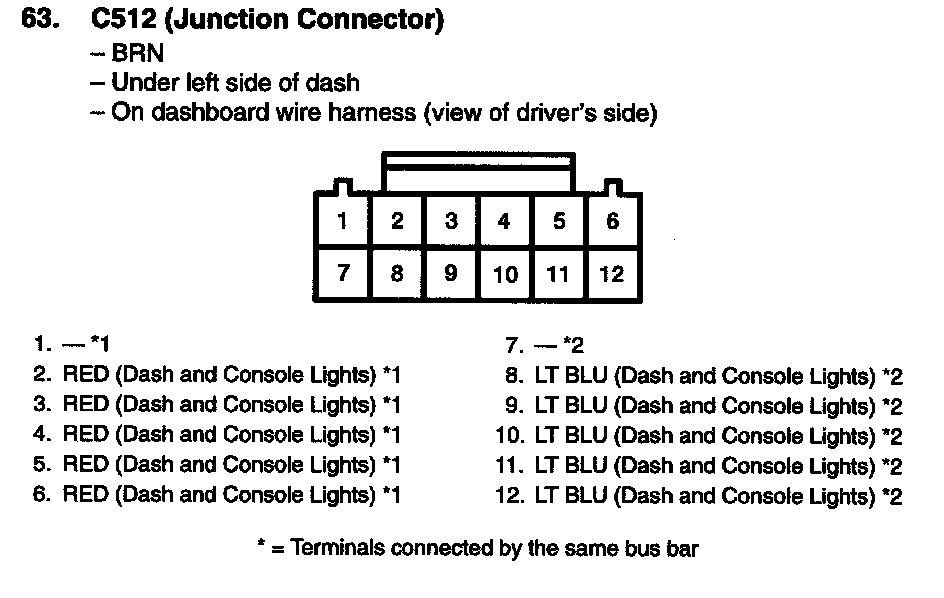 63. C512 (Junction Connector)
– BRN
– Under left side of dash
– On dashboard wire harness (view of driver's side)
1 2 3 4 5 6
7 8 9 10 11 12
1. — *1
2. RED (Dash and Console Lights) *1
3. RED (Dash and Console Lights) *1
4. RED (Dash and Console Lights) *1
5. RED (Dash and Console Lights) *1
6. RED (Dash and Console Lights) *1
7. — *2
8. LT BLU (Dash and Console Lights) *2
9. LT BLU (Dash and Console Lights) *2
10. LT BLU (Dash and Console Lights) *2
11. LT BLU (Dash and Console Lights) *2
12. LT BLU (Dash and Console Lights) *2
* = Terminals connected by the same bus bar